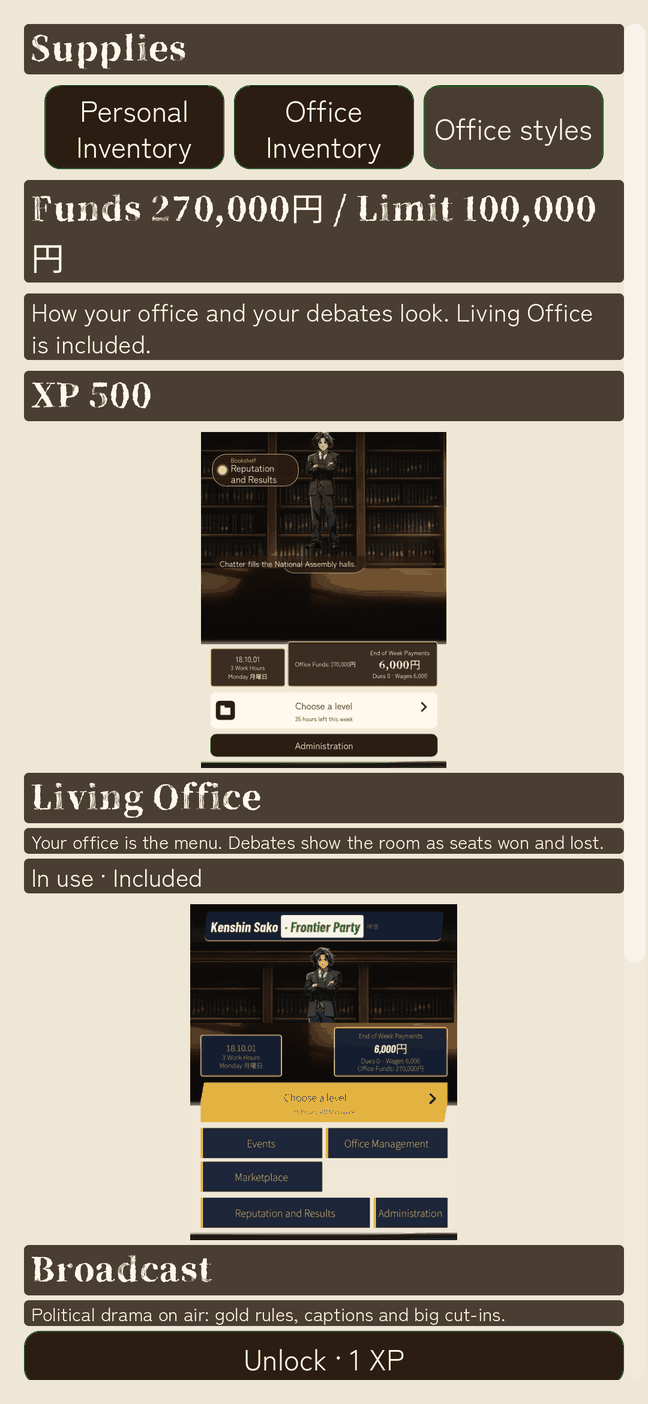 Supplies
Personal
Inventory
Office
Inventory
Office styles
Funds 270,000円 / Limit 100,000
円
How your office and your debates look. Living Office
is included.
XP 500
Bookshelf
Reputation
and Results
Chatter fills the National Assembly halls.
18.10.01
3 Work Hours
Monday 月曜日
Office Funds: 270,000円
End of Week Payments
6,000円
Dues 0 · Wages 6,000
Choose a level
35 hours left this week
Administration
Living Office
Your office is the menu. Debates show the room as seats won and lost.
In use · Included
Kenshin Sako · Frontier Party
18.10.01
3 Work Hours
Monday 月曜日
End of Week Payments
6,000円
Dues 0 · Wages 6,000
Office Funds: 270,000円
Choose a level
Events
Office Management
Marketplace
Reputation and Results
Administration
Broadcast
Political drama on air: gold rules, captions and big cut-ins.
Unlock · 1 XP